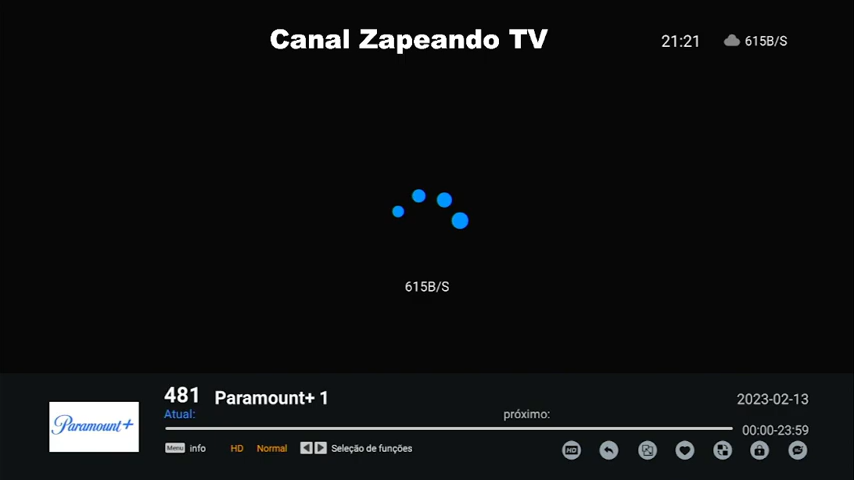 Canal Zapeando TV
21:21
615B/S
615B/S
481
Paramount+ 1
2023-02-13
Atual:
próximo:
Paramount+
00:00-23:59
Menu info
HD
Normal
Seleção de funções
HD